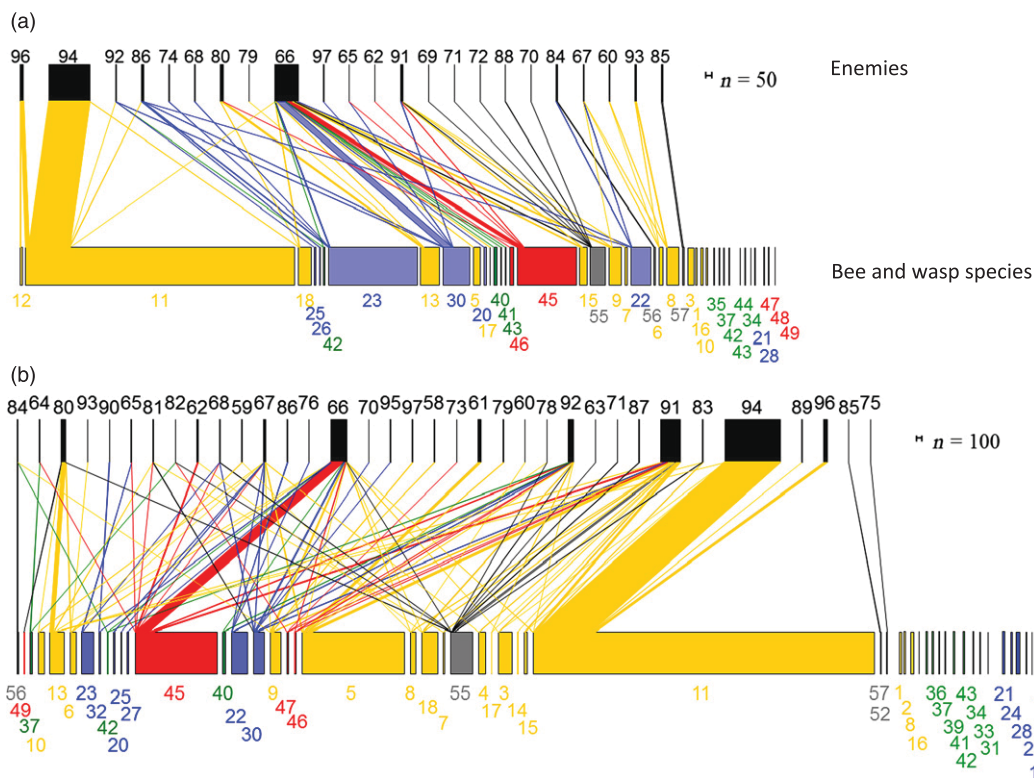 (a)
96 94 92 86 74 68 80 79 66 97 65 62 91 69 71 72 88 70 84 67 60 93 85
Enemies
n = 50
Bee and wasp species
12 11 18 23 13 30 5 40 45 15 9 22 8 3 35 44 47
25 20 41 55 7 56 57 1 37 34 48
26 17 43 6 16 42 21 49
42 46 10 43 28
(b)
84 64 80 93 90 65 81 82 62 68 59 67 86 76 66 70 95 97 58 73 61 79 60 78 92 63 71 87 91 83 94 89 96 85 75
n = 100
56 13 23 25 45 40 9 47 5 8 55 4 3 11 57 1 36 43 21
49 6 32 27 22 46 18 17 14 52 2 37 34 24
37 42 30 7 15 8 39 33 28
10 20 16 41 31 2
42